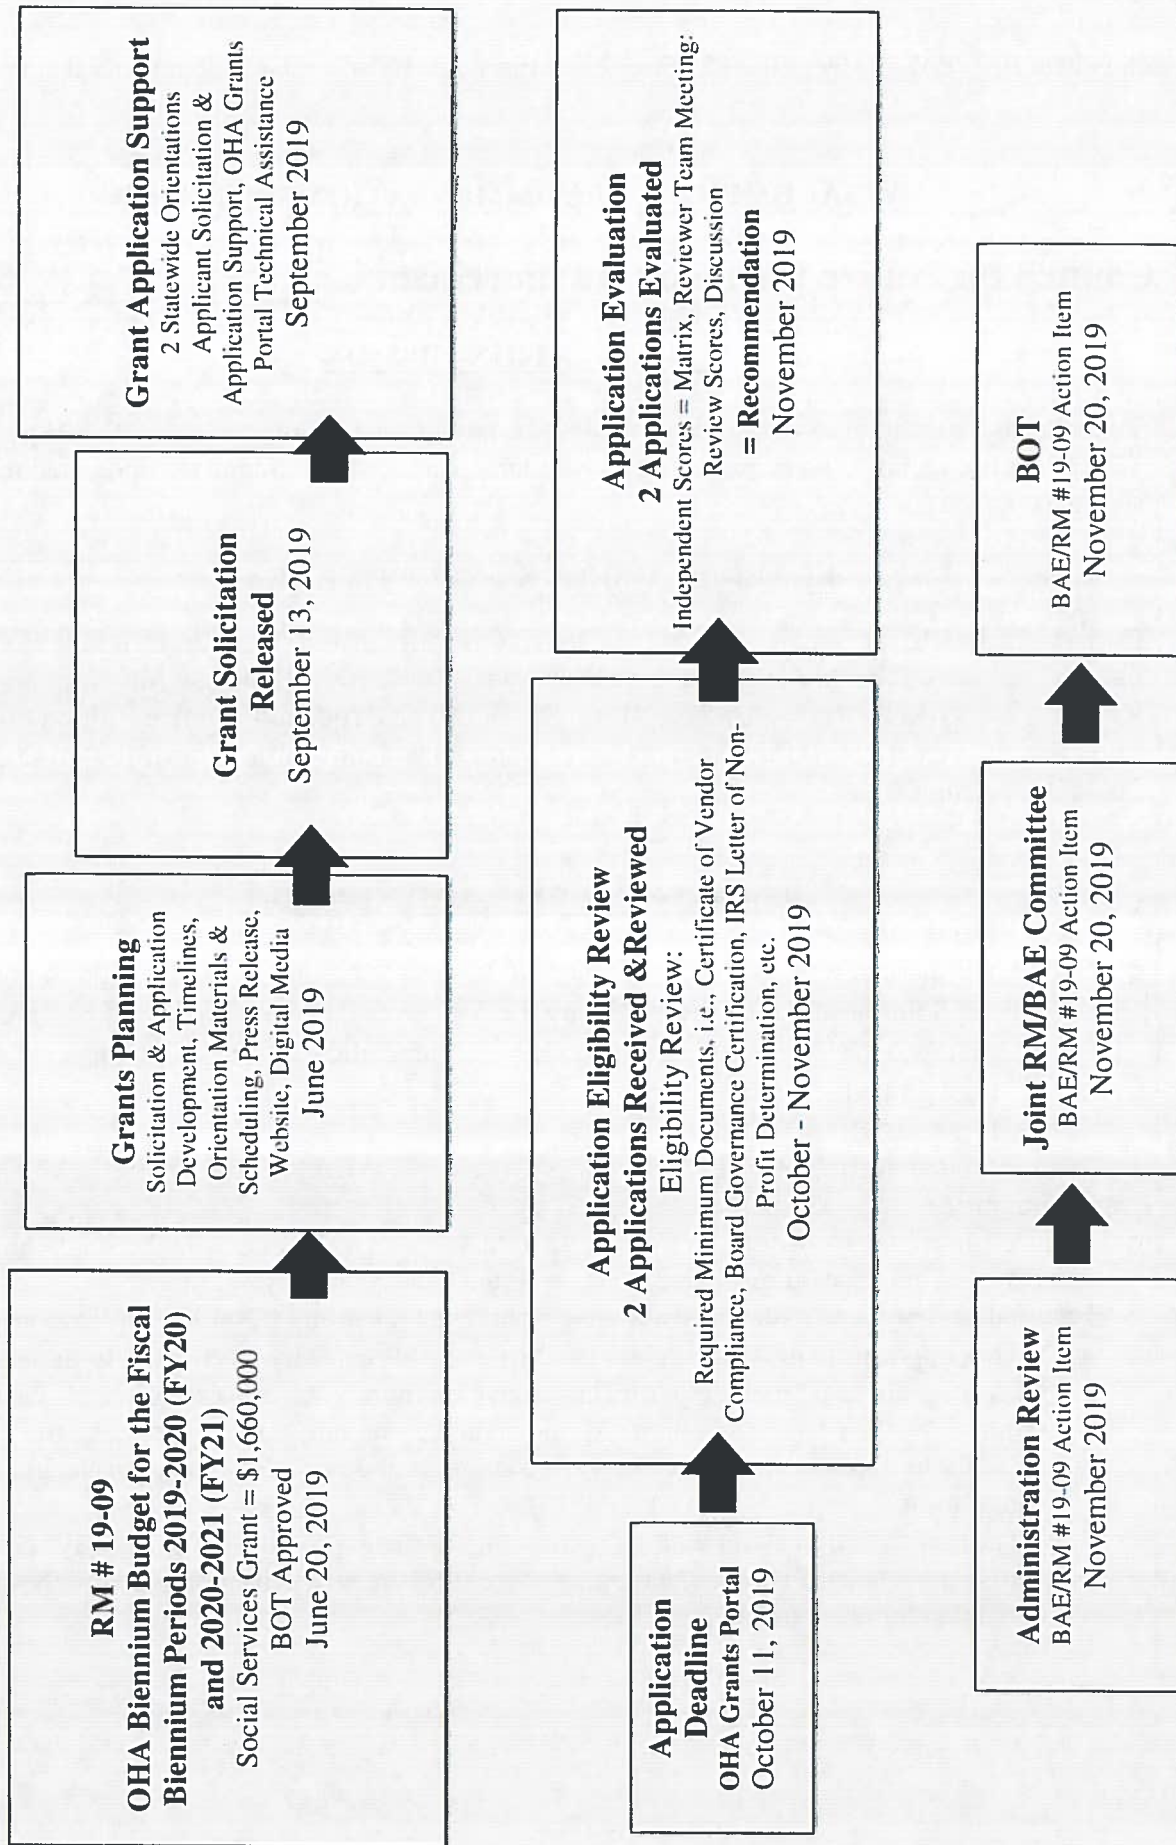 RM # 19-09
OHA Biennium Budget for the Fiscal
Biennium Periods 2019-2020 (FY20)
and 2020-2021 (FY21)
Social Services Grant = $1,660,000
BOT Approved
June 20, 2019
Grants Planning
Solicitation & Application
Development, Timelines,
Orientation Materials &
Scheduling, Press Release,
Website, Digital Media
June 2019
Grant Solicitation
Released
September 13, 2019
Grant Application Support
2 Statewide Orientations
Applicant Solicitation &
Application Support, OHA Grants
Portal Technical Assistance
September 2019
Application
Deadline
OHA Grants Portal
October 11, 2019
Application Eligibility Review
2 Applications Received &Reviewed
Eligibility Review:
Required Minimum Documents, i.e., Certificate of Vendor
Compliance, Board Governance Certification, IRS Letter of Non-
Profit Determination, etc.
October - November 2019
Application Evaluation
2 Applications Evaluated
Independent Scores = Matrix, Reviewer Team Meeting:
Review Scores, Discussion
= Recommendation
November 2019
Administration Review
BAE/RM #19-09 Action Item
November 2019
Joint RM/BAE Committee
BAE/RM #19-09 Action Item
November 20, 2019
BOT
BAE/RM #19-09 Action Item
November 20, 2019